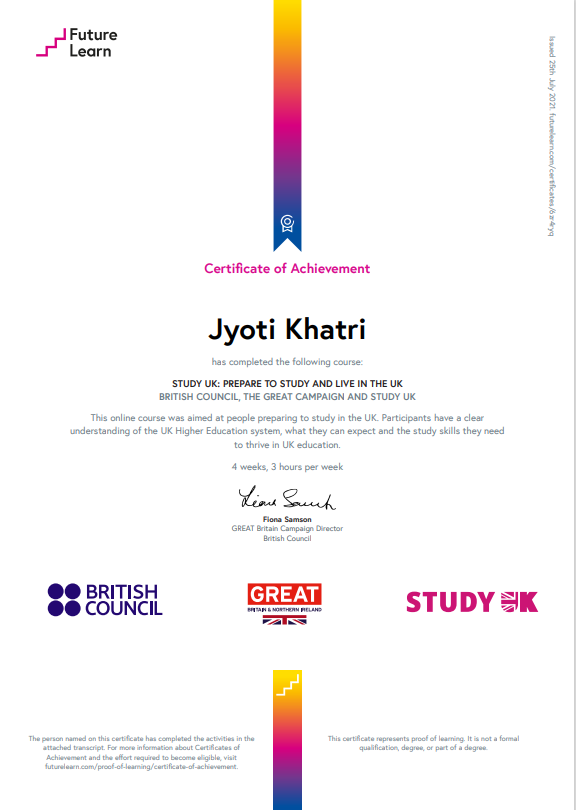 Future
Learn
Issued 25th July 2021. futurelearn.com/certificates/
Certificate of Achievement
Jyoti Khatri
has completed the following course:
STUDY UK: PREPARE TO STUDY AND LIVE IN THE UK
BRITISH COUNCIL, THE GREAT CAMPAIGN AND STUDY UK
This online course was aimed at people preparing to study in the UK. Participants have a clear
understanding of the UK Higher Education system, what they can expect and the study skills they need
to thrive in UK education.
4 weeks, 3 hours per week
Fiona Samson
GREAT Britain Campaign Director
British Council
BRITISH
COUNCIL
GREAT
BRITAIN & NORTHERN IRELAND
STUDY UK
The person named on this certificate has completed the activities in the
attached transcript. For more information about Certificates of
Achievement and the effort required to become eligible, visit
futurelearn.com/proof-of-learning/certificate-of-achievement.
This certificate represents proof of learning. It is not a formal
qualification, degree, or part of a degree.